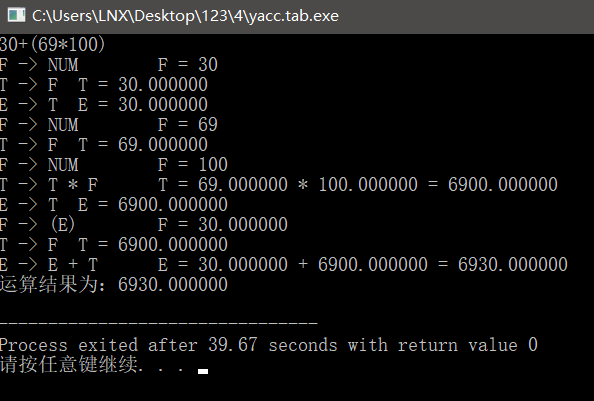 C:\Users\LNX\Desktop\123\4\yacc.tab.exe
30+(69*100)
F -> NUM        F = 30
T -> F  T = 30.000000
E -> T  E = 30.000000
F -> NUM        F = 69
T -> F  T = 69.000000
F -> NUM        F = 100
T -> T * F      T = 69.000000 * 100.000000 = 6900.000000
E -> T  E = 6900.000000
F -> (E)        F = 30.000000
T -> F  T = 6900.000000
E -> E + T      E = 30.000000 + 6900.000000 = 6930.000000
运算结果为：6930.000000
--------------------------------
Process exited after 39.67 seconds with return value 0
请按任意键继续. . .